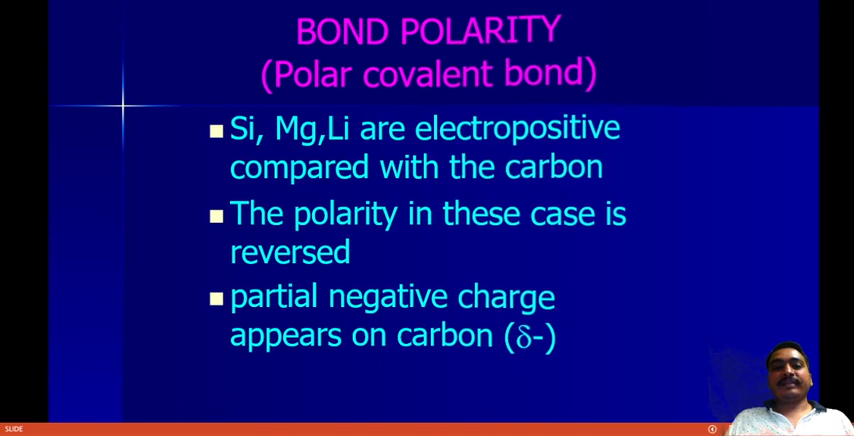 BOND POLARITY
(Polar covalent bond)
Si, Mg,Li are electropositive
compared with the carbon
The polarity in these case is
reversed
partial negative charge
appears on carbon (δ-)
SLIDE